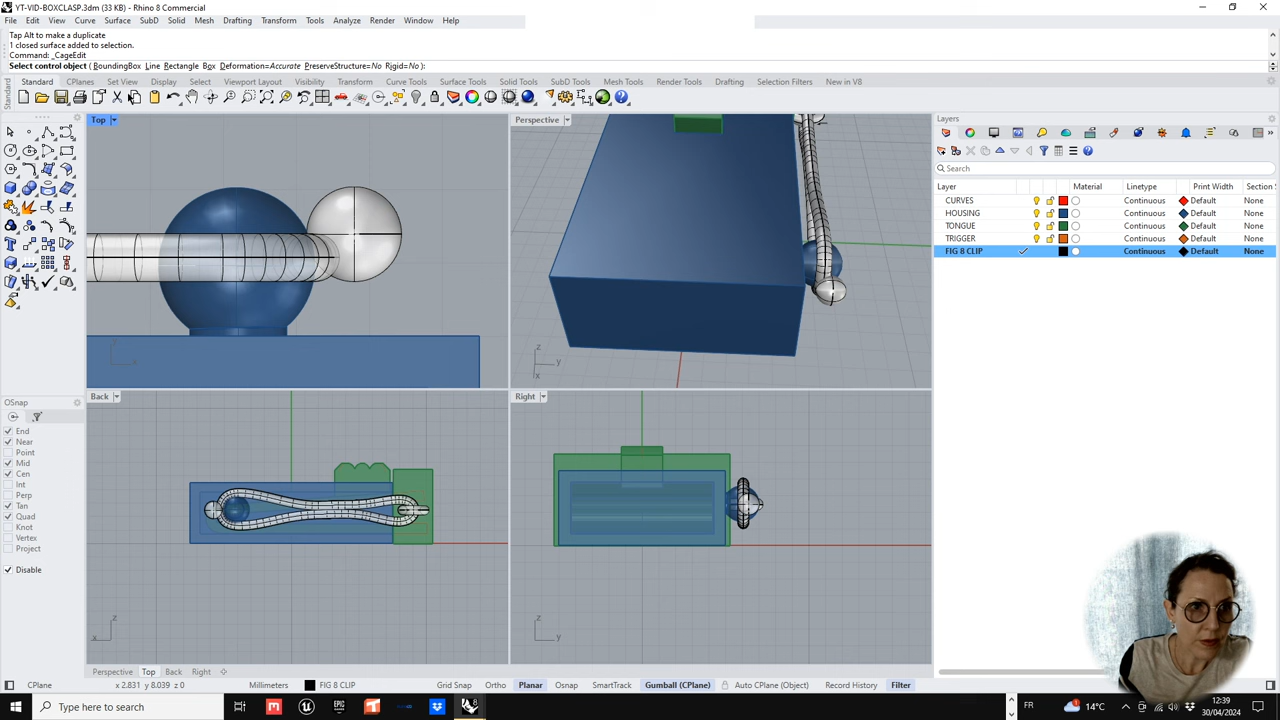 YT-VID-BOXCLASP.3dm (33 KB) - Rhino 8 Commercial
File Edit View Curve Surface SubD Solid Mesh Drafting Transform Tools Analyze Render Window Help
Tap Alt to make a duplicate
1 closed surface added to selection.
Command: _CageEdit
Select control object ( BoundingBox Line Rectangle Box Deformation=Accurate PreserveStructure=No Rigid=No ):
Standard CPlanes Set View Display Select Viewport Layout Visibility Transform Curve Tools Surface Tools Solid Tools SubD Tools Mesh Tools Render Tools Drafting Selection Filters New in V8
Standard
Top
Perspective
Layers
Search
Layer Material Linetype Print Width Section
CURVES Continuous Default None
HOUSING Continuous Default None
TONGUE Continuous Default None
TRIGGER Continuous Default None
FIG 8 CLIP Continuous Default None
z
y
x
Back
Right
OSnap
End
Near
Point
Mid
Cen
Int
Perp
Tan
Quad
Knot
Vertex
Project
Disable
z
x
z
y
Perspective Top Back Right
CPlane x 2.831 y 8.039 z 0 Millimeters FIG 8 CLIP Grid Snap Ortho Planar Osnap SmartTrack Gumball (CPlane) Auto CPlane (Object) Record History Filter
Type here to search
14°C
FR
12:39
30/04/2024